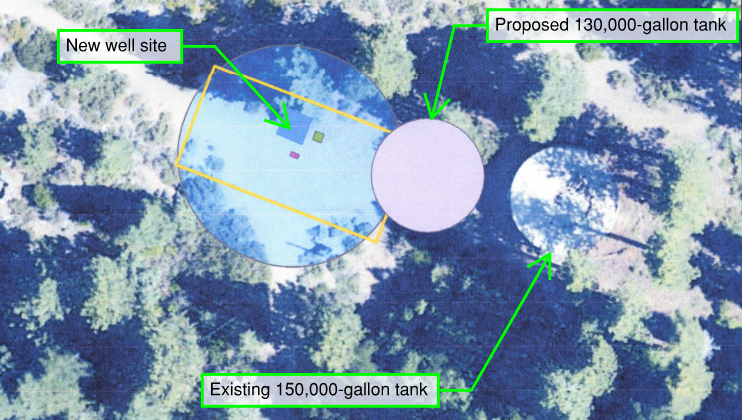 Proposed 130,000-gallon tank
New well site
Existing 150,000-gallon tank